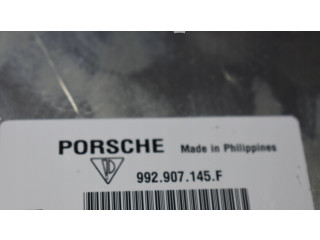 PORSCHE Made in Philippines
992.907.145.F